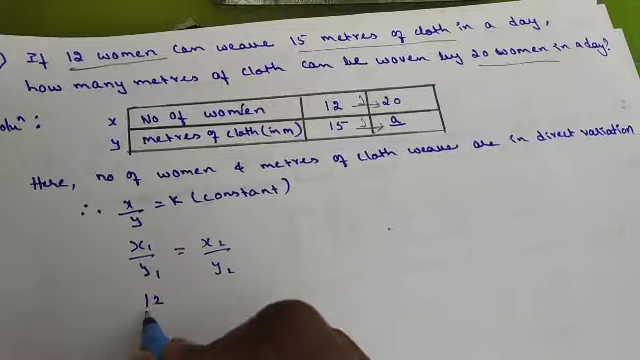 ) If 12 women can weave 15 metres of cloth in a day,
how many metres of cloth can be woven by 20 women in a day?
Soluⁿ:
x No of women 12 → 20
y metres of cloth (in m) 15 → a
Here, no of women & metres of cloth weave are in direct variation
∴ x/y = K (constant)
x₁/y₁ = x₂/y₂
12